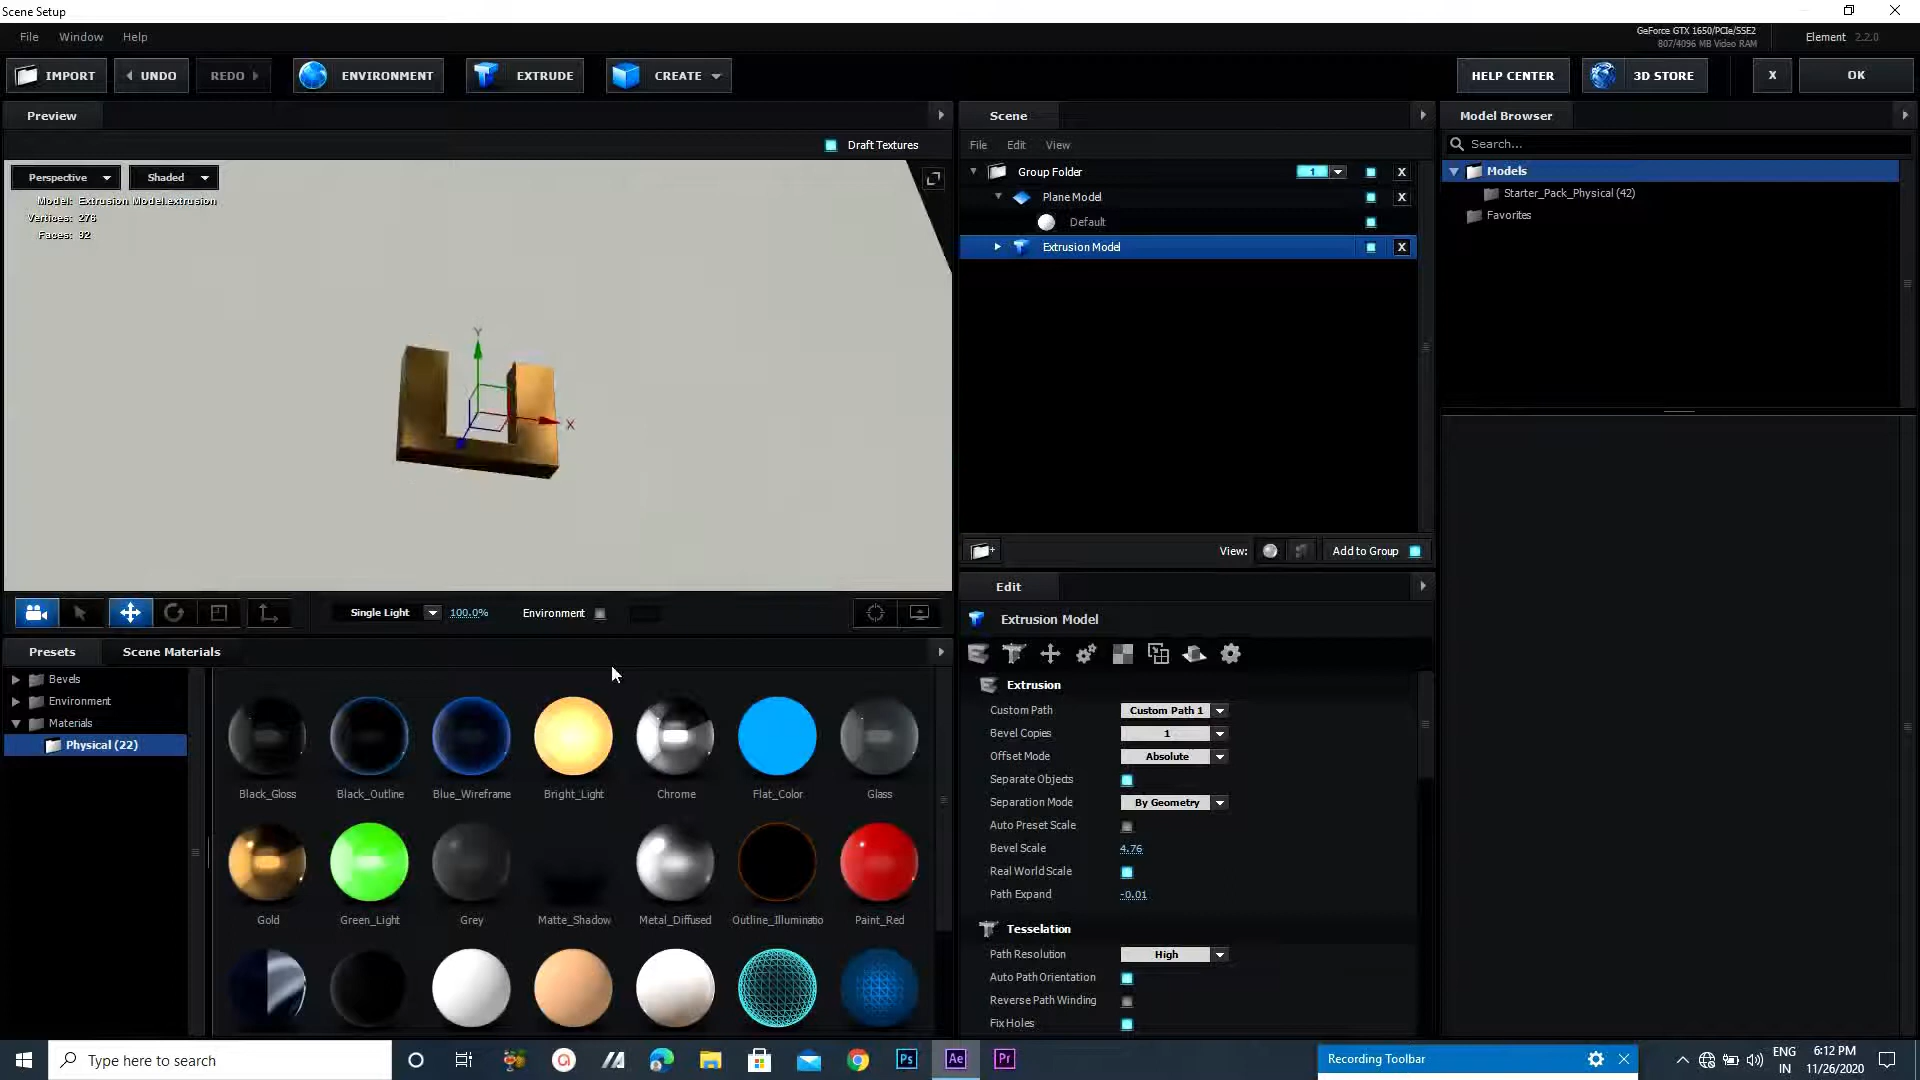 Scene Setup
File Window Help
GeForce GTX 1650/PCIe/SSE2
807/4096 MB Video RAM
Element 2.2.0
IMPORT
UNDO
REDO
ENVIRONMENT
EXTRUDE
CREATE
HELP CENTER
3D STORE
X
OK
Preview
Draft Textures
Perspective
Shaded
Model: Extrusion Model.extrusion
Vertices: 276
Faces: 92
Y
X
Single Light
100.0%
Environment
Scene
File Edit View
Group Folder
1
X
Plane Model
X
Default
Extrusion Model
X
View:
Add to Group
Model Browser
Search...
Models
Starter_Pack_Physical (42)
Favorites
Presets
Scene Materials
Bevels
Environment
Materials
Physical (22)
Black_Gloss
Black_Outline
Blue_Wireframe
Bright_Light
Chrome
Flat_Color
Glass
Gold
Green_Light
Grey
Matte_Shadow
Metal_Diffused
Outline_Illuminatio
Paint_Red
Edit
Extrusion Model
Extrusion
Custom Path Custom Path 1
Bevel Copies 1
Offset Mode Absolute
Separate Objects
Separation Mode By Geometry
Auto Preset Scale
Bevel Scale 4.76
Real World Scale
Path Expand -0.01
Tesselation
Path Resolution High
Auto Path Orientation
Reverse Path Winding
Fix Holes
Type here to search
Ps
Ae
Pr
Recording Toolbar
ENG
IN
6:12 PM
11/26/2020